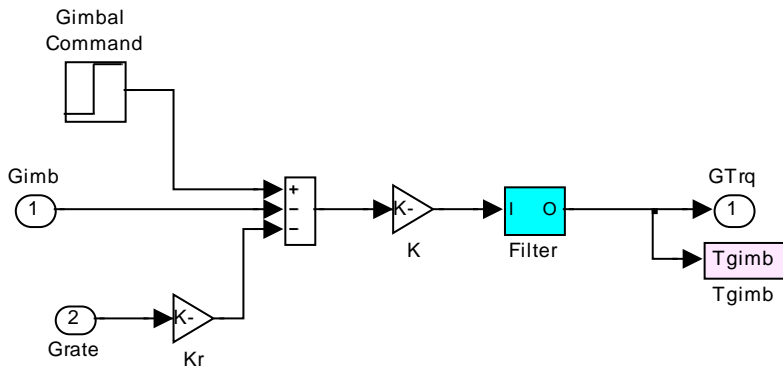 Gimbal
Command
Gimb
1
+
−
−
K-
K
I
O
Filter
GTrq
1
Tgimb
Tgimb
2
Grate
K-
Kr